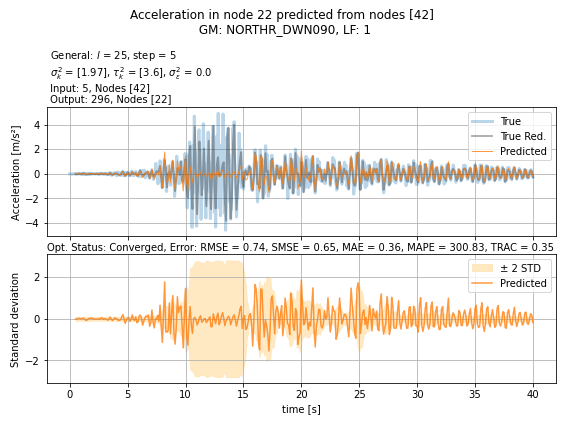 Acceleration in node 22 predicted from nodes [42]
GM: NORTHR_DWN090, LF: 1
General: l = 25, step = 5
σ²ₖ = [1.97], τ²ₖ = [3.6], σ²ε = 0.0
Input: 5, Nodes [42]
Output: 296, Nodes [22]
True
True Red.
Predicted
Acceleration [m/s²]
4
2
0
−2
−4
Opt. Status: Converged, Error: RMSE = 0.74, SMSE = 0.65, MAE = 0.36, MAPE = 300.83, TRAC = 0.35
± 2 STD
Predicted
Standard deviation
2
0
−2
0 5 10 15 20 25 30 35 40
time [s]